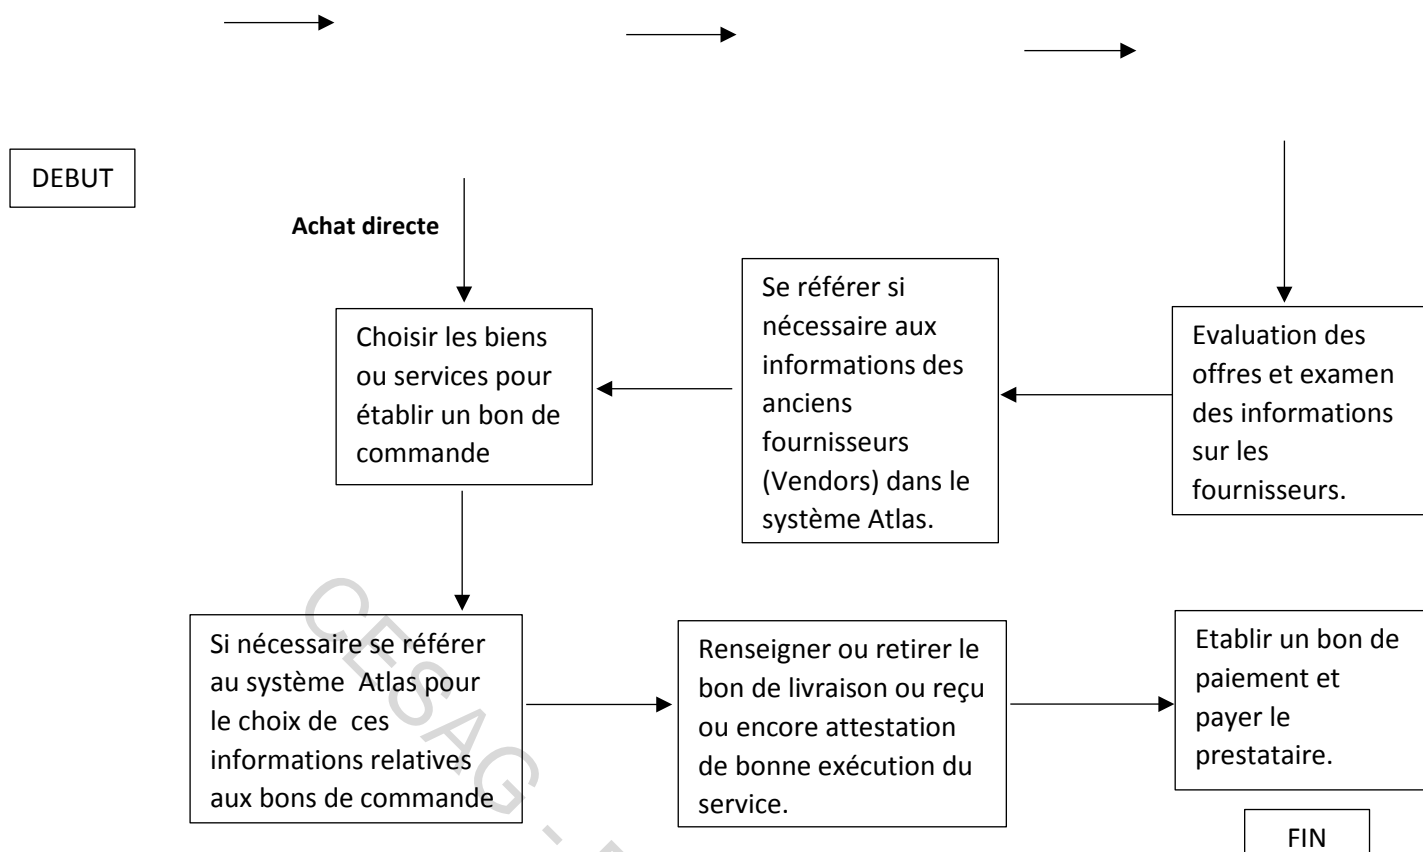 DEBUT
Achat directe
Choisir les biens
ou services pour
établir un bon de
commande
Se référer si
nécessaire aux
informations des
anciens
fournisseurs
(Vendors) dans le
système Atlas.
Evaluation des
offres et examen
des informations
sur les
fournisseurs.
Si nécessaire se référer
au système Atlas pour
le choix de ces
informations relatives
aux bons de commande
Renseigner ou retirer le
bon de livraison ou reçu
ou encore attestation
de bonne exécution du
service.
Etablir un bon de
paiement et
payer le
prestataire.
FIN
CESAG -